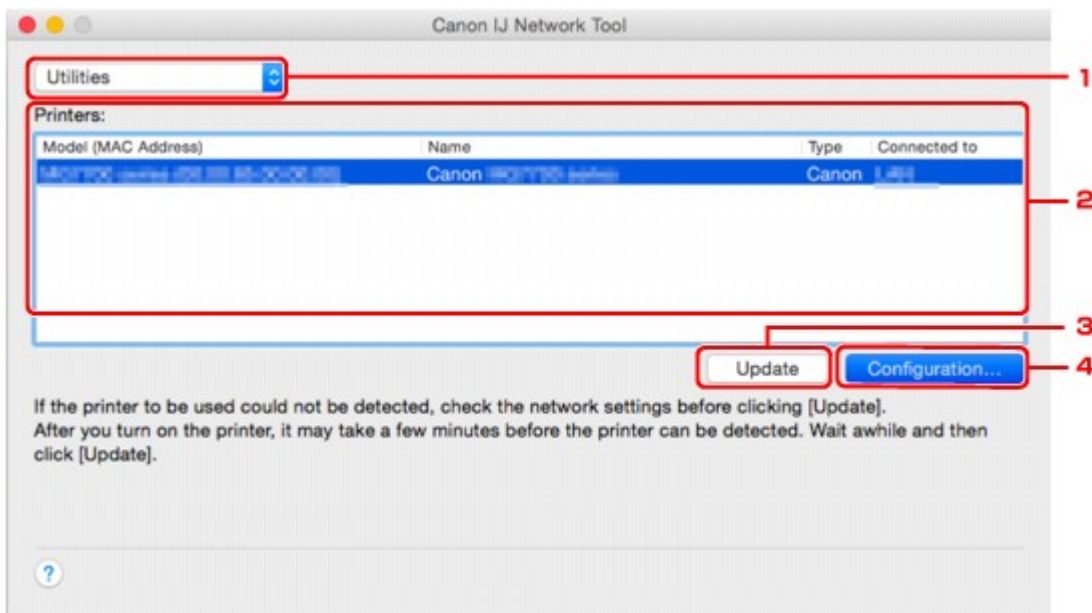 Canon IJ Network Tool
Utilities
1
Printers:
Model (MAC Address) Name Type Connected to
Canon Canon
2
3
Update Configuration... 4
If the printer to be used could not be detected, check the network settings before clicking [Update].
After you turn on the printer, it may take a few minutes before the printer can be detected. Wait awhile and then
click [Update].
?